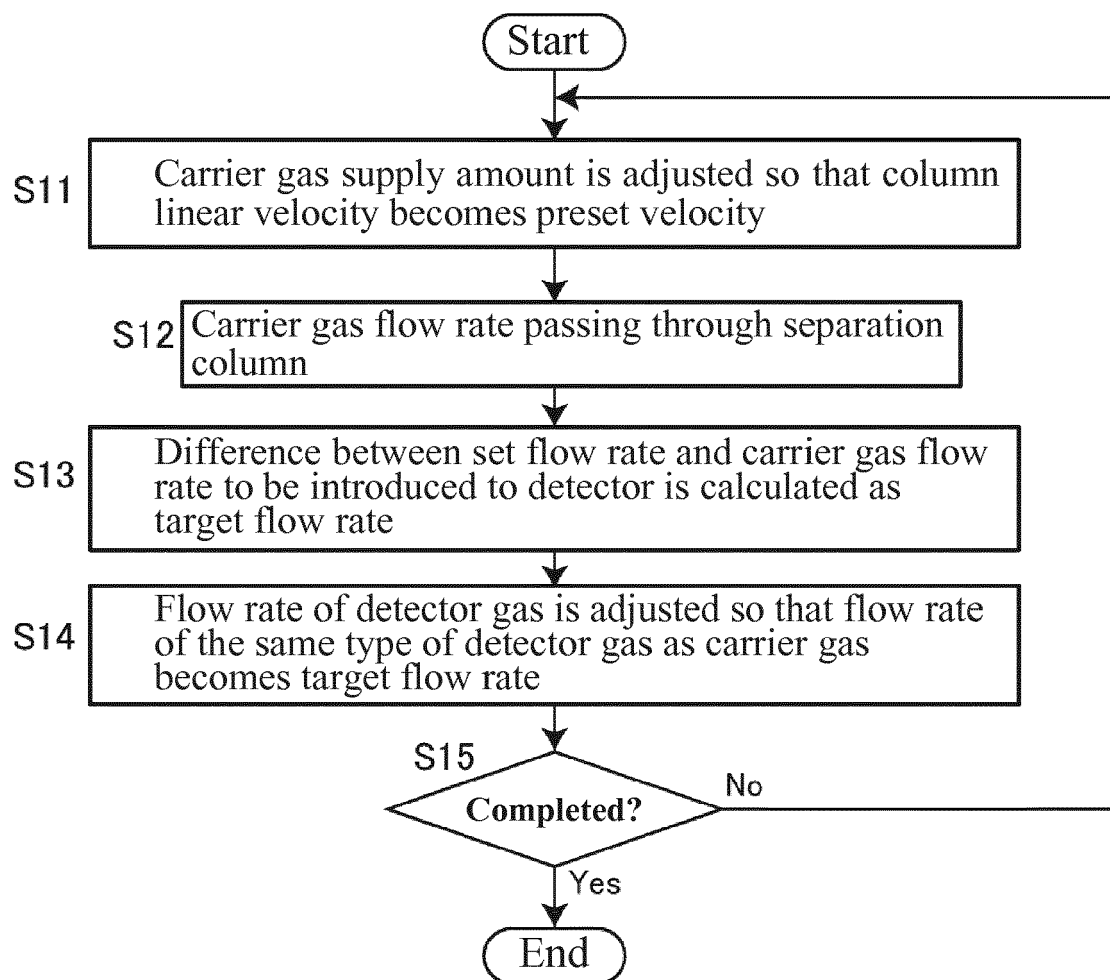 Start
S11
Carrier gas supply amount is adjusted so that column
linear velocity becomes preset velocity
S12
Carrier gas flow rate passing through separation
column
S13
Difference between set flow rate and carrier gas flow
rate to be introduced to detector is calculated as
target flow rate
S14
Flow rate of detector gas is adjusted so that flow rate
of the same type of detector gas as carrier gas
becomes target flow rate
S15
Completed?
No
Yes
End